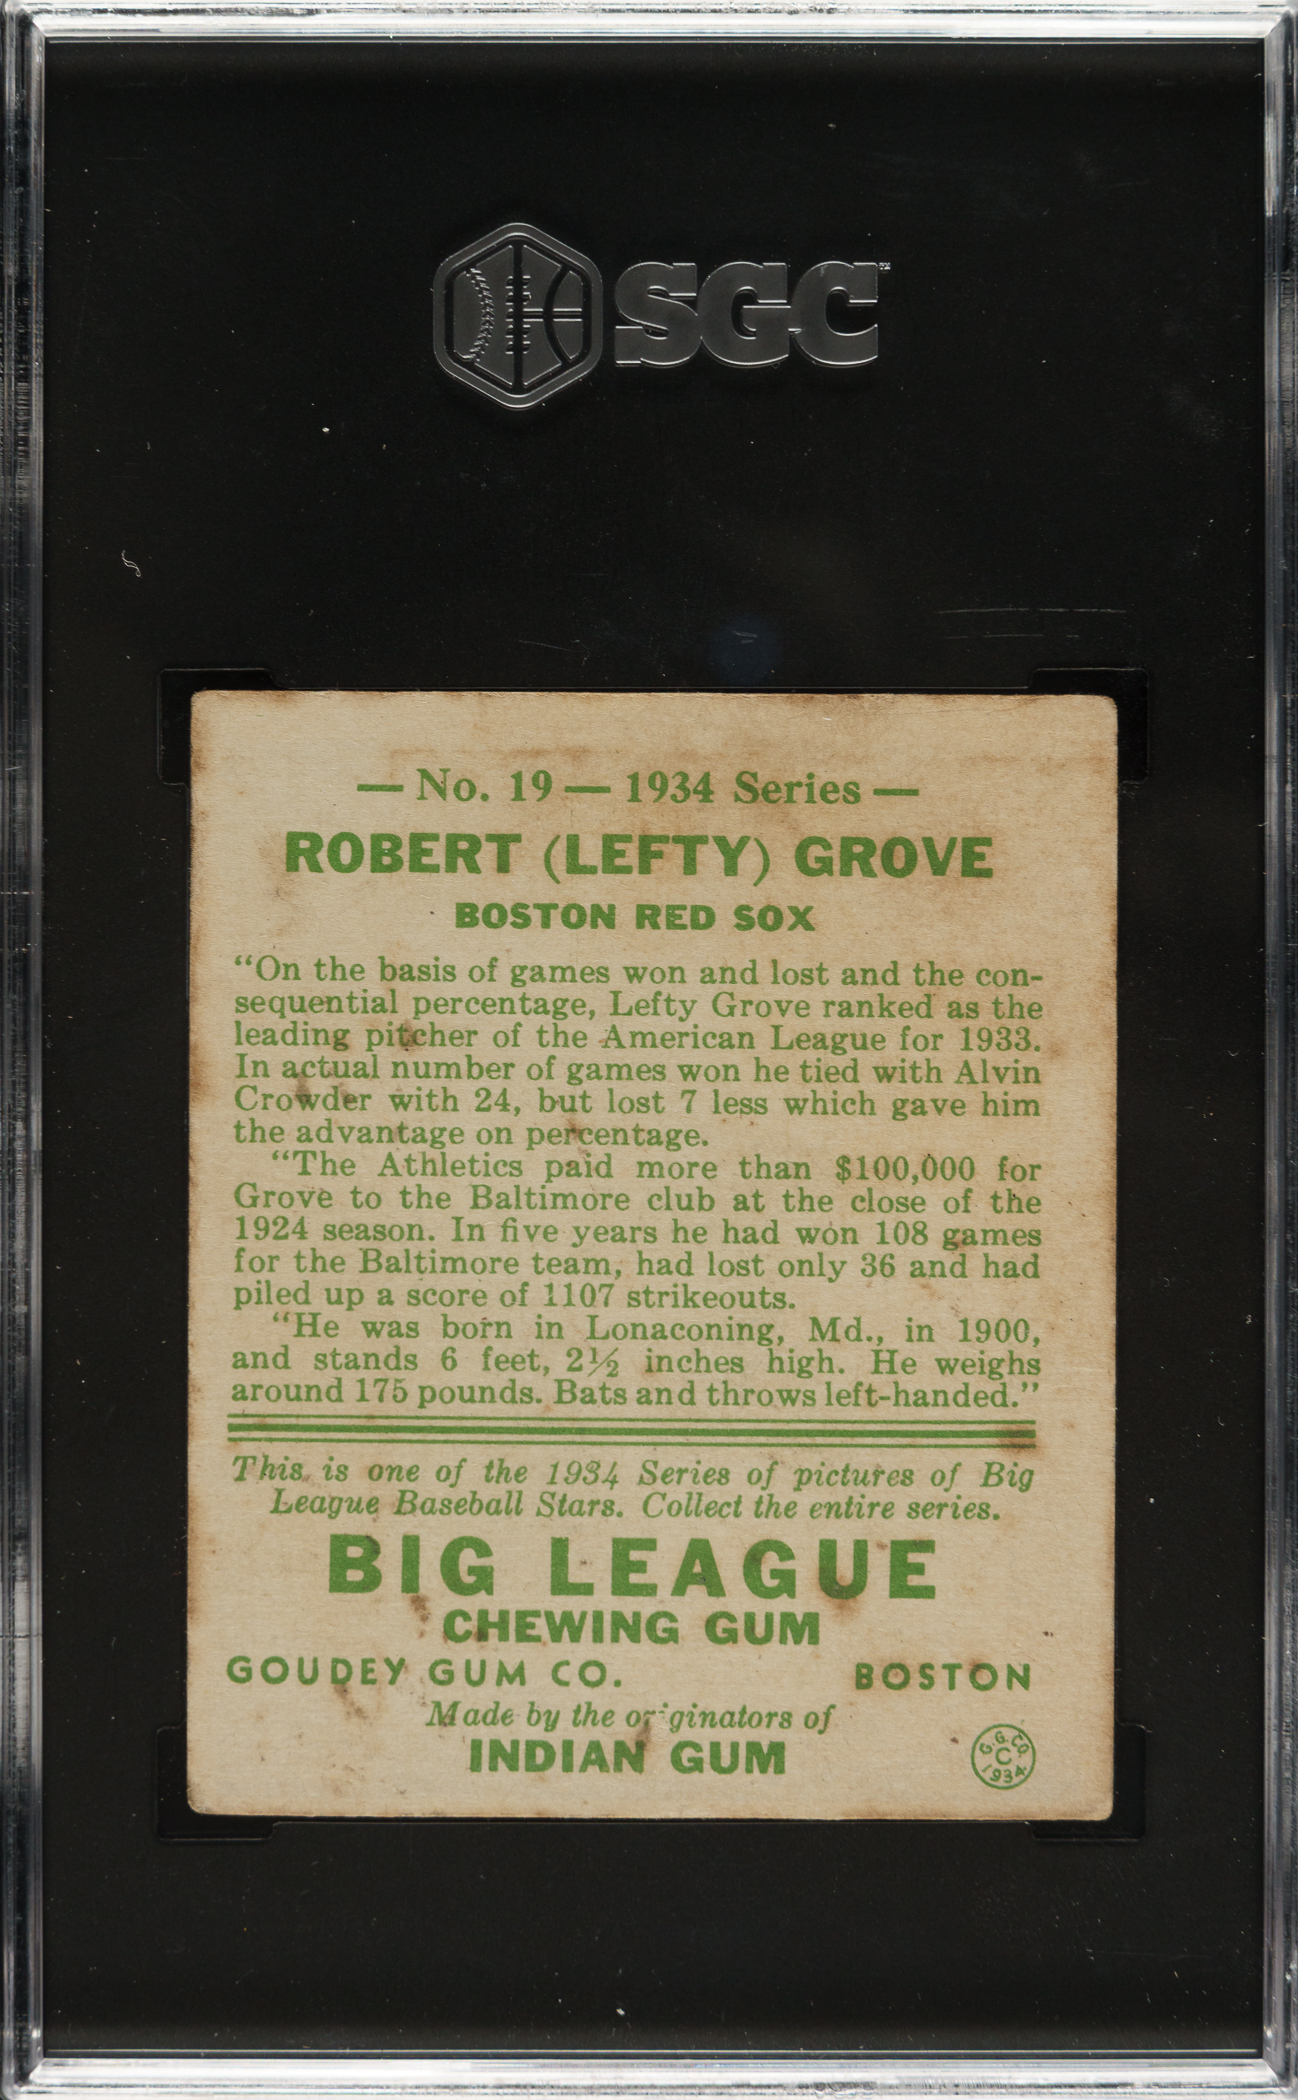 SGC
— No. 19 — 1934 Series —
ROBERT (LEFTY) GROVE
BOSTON RED SOX
“On the basis of games won and lost and the con-
sequential percentage, Lefty Grove ranked as the
leading pitcher of the American League for 1933.
In actual number of games won he tied with Alvin
Crowder with 24, but lost 7 less which gave him
the advantage on percentage.
“The Athletics paid more than $100,000 for
Grove to the Baltimore club at the close of the
1924 season. In five years he had won 108 games
for the Baltimore team, had lost only 36 and had
piled up a score of 1107 strikeouts.
“He was born in Lonaconing, Md., in 1900,
and stands 6 feet, 2½ inches high. He weighs
around 175 pounds. Bats and throws left-handed.”
This is one of the 1934 Series of pictures of Big
League Baseball Stars. Collect the entire series.
BIG LEAGUE
CHEWING GUM
GOUDEY GUM CO. BOSTON
Made by the originators of
INDIAN GUM
G.G.CO.
C
1934